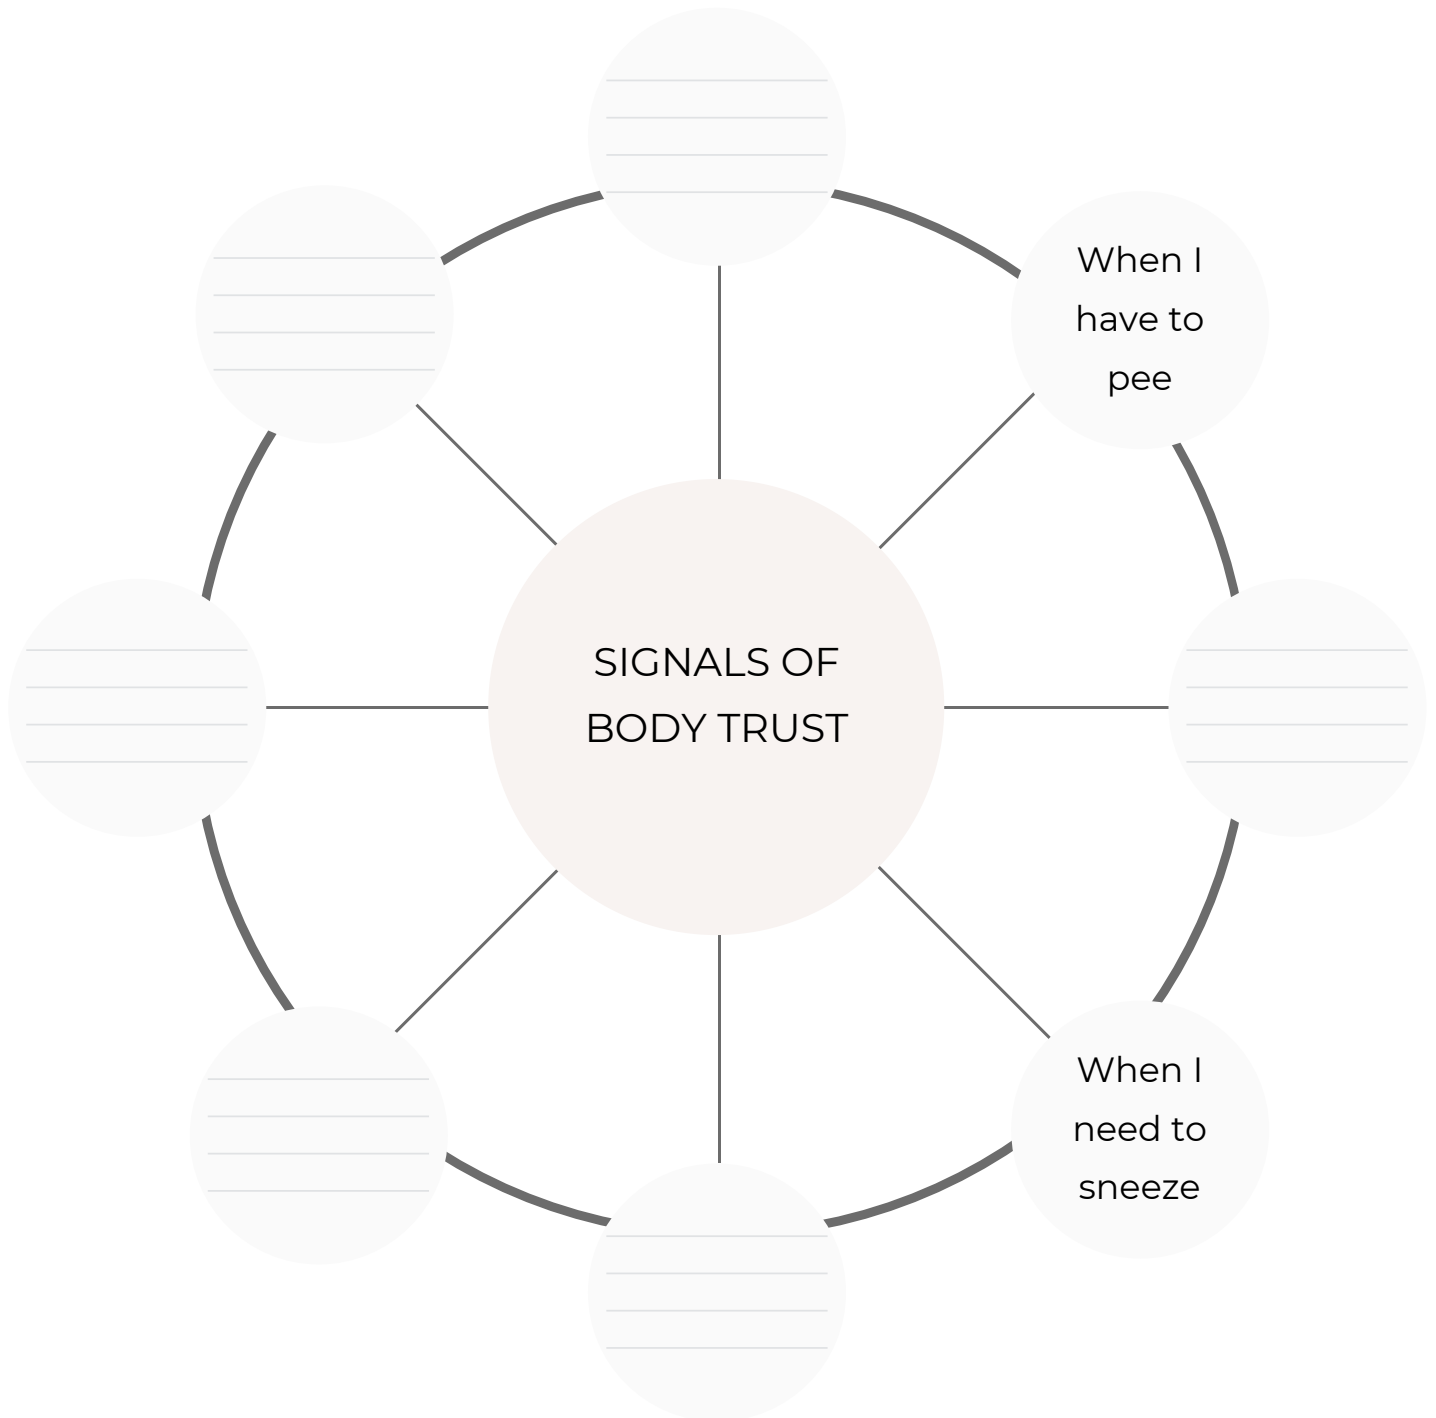 When I
have to
pee
SIGNALS OF
BODY TRUST
When I
need to
sneeze